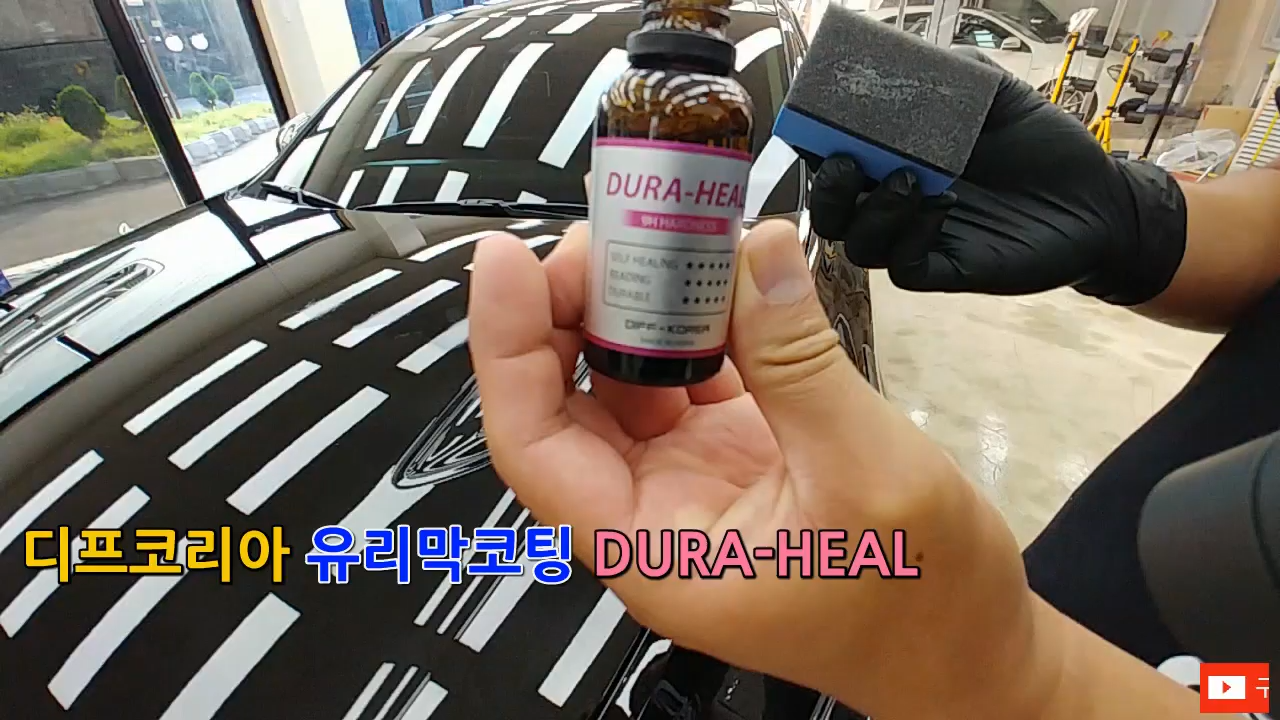 DURA-HEAL
9H HARDNESS
SELF HEALING ★★★★★
BEADING ★★★★★
DURABLE ★★★★★
DIFF-KOREA
디프코리아 유리막코팅 DURA-HEAL
구